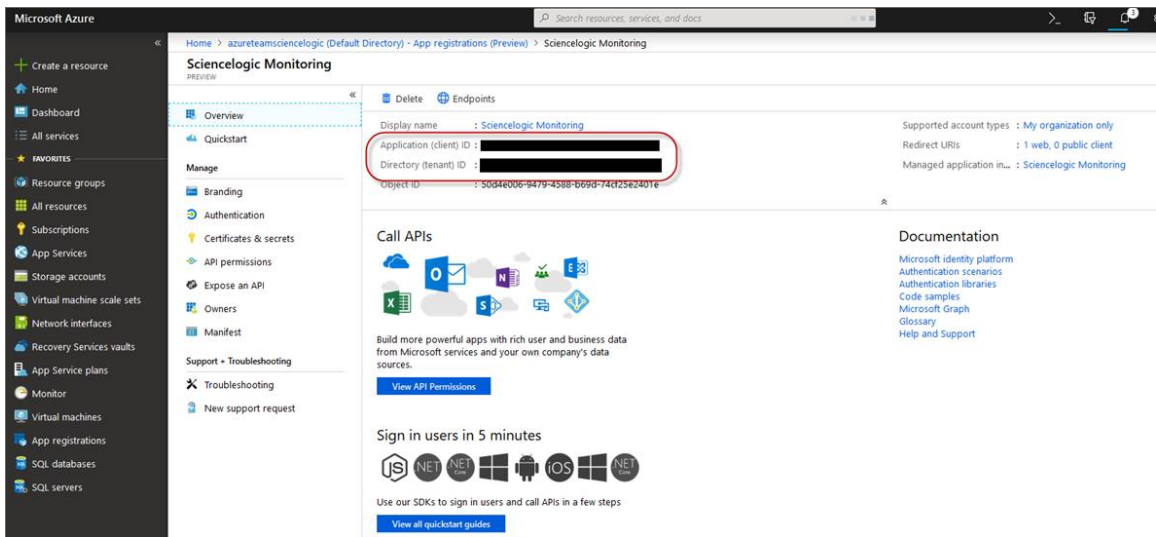 Microsoft Azure
Search resources, services, and docs
>_
3
«
Create a resource
Home
Dashboard
All services
FAVORITES
Resource groups
All resources
Subscriptions
App Services
Storage accounts
Virtual machine scale sets
Network interfaces
Recovery Services vaults
App Service plans
Monitor
Virtual machines
App registrations
SQL databases
SQL servers
Home > azureteamsciencelogic (Default Directory) - App registrations (Preview) > Sciencelogic Monitoring
Sciencelogic Monitoring
PREVIEW
«
Overview
Quickstart
Manage
Branding
Authentication
Certificates & secrets
API permissions
Expose an API
Owners
Manifest
Support + Troubleshooting
Troubleshooting
New support request
Delete Endpoints
Display name : Sciencelogic Monitoring
Application (client) ID :
Directory (tenant) ID :
Object ID : 50d4e006-9479-4588-b69d-74cf25e2401e
Supported account types : My organization only
Redirect URIs : 1 web, 0 public client
Managed application in... : Sciencelogic Monitoring
Call APIs
Build more powerful apps with rich user and business data
from Microsoft services and your own company's data
sources.
View API Permissions
Sign in users in 5 minutes
JS .NET .NET Core iOS .NET Core
Use our SDKs to sign in users and call APIs in a few steps
View all quickstart guides
Documentation
Microsoft identity platform
Authentication scenarios
Authentication libraries
Code samples
Microsoft Graph
Glossary
Help and Support